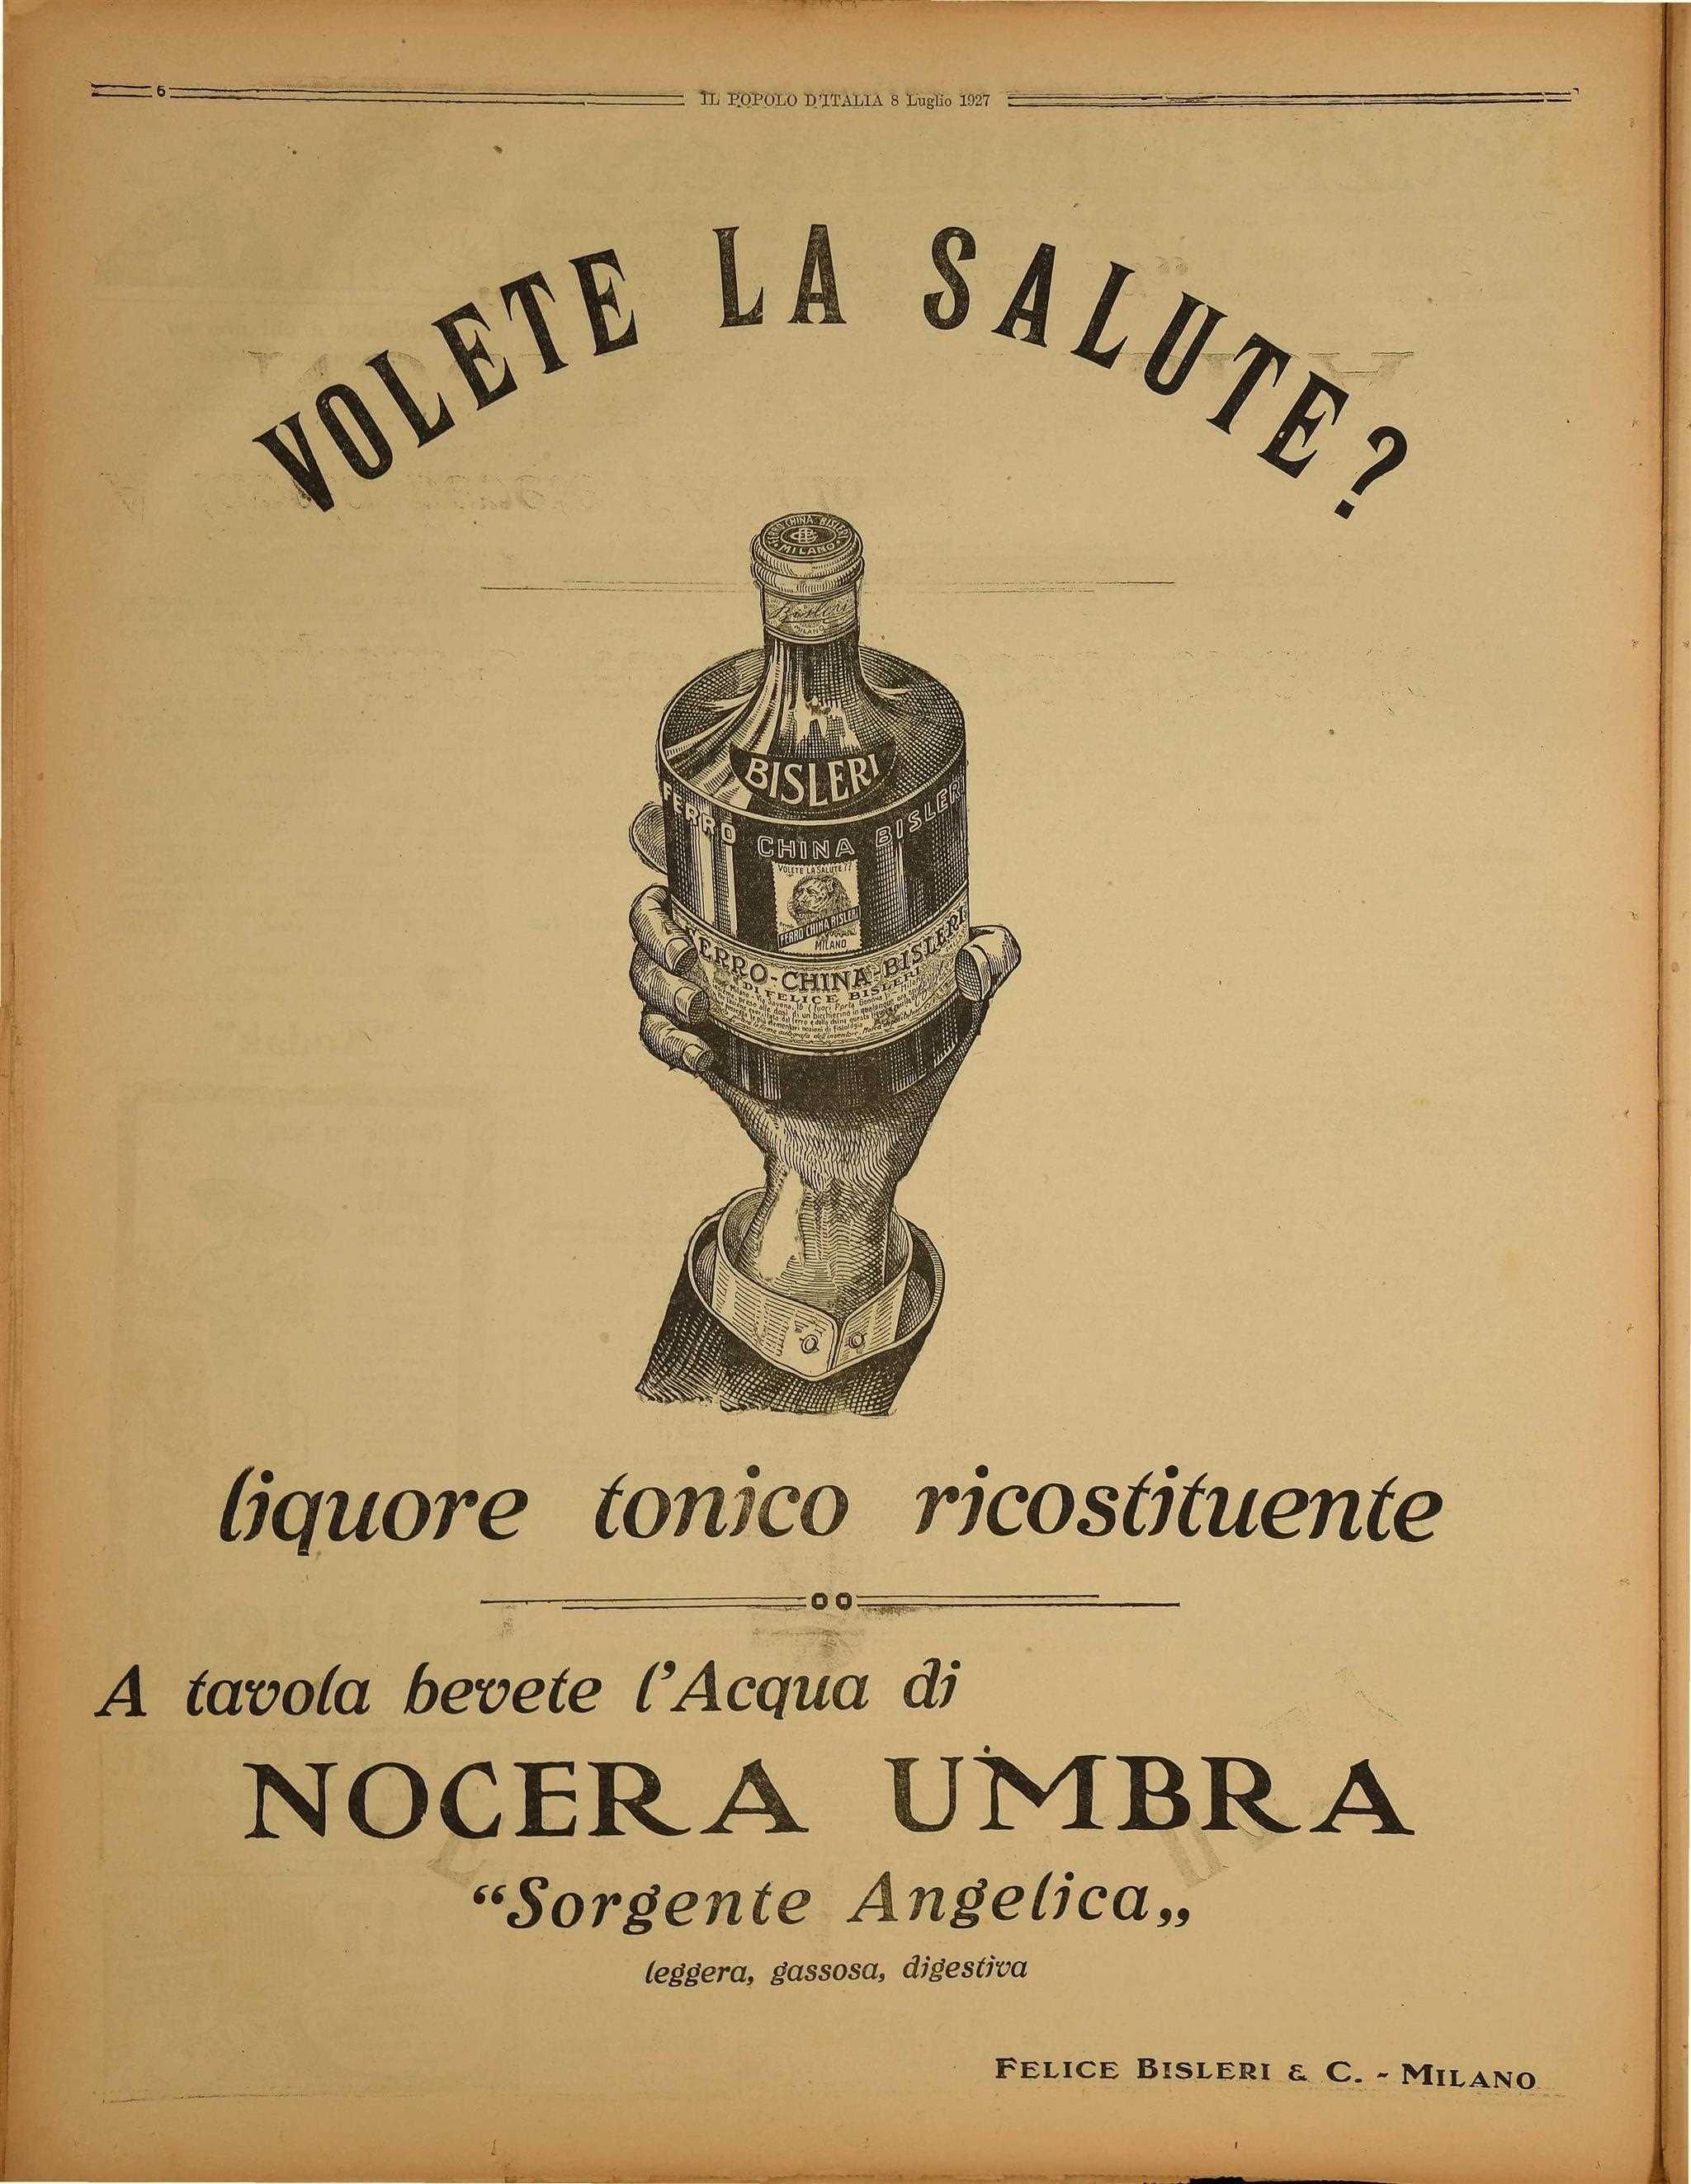 6
IL POPOLO D'ITALIA 8 Luglio 1927
VOLETE LA SALUTE?
FERRO CHINA BISLERI
MILANO
Bisleri
MILANO
BISLERI
FERRO CHINA BISLERI
VOLETE LA SALUTE??
FERRO CHINA BISLERI
MILANO
FERRO-CHINA-BISLERI
DI FELICE BISLERI
liquore tonico ricostituente
A tavola bevete l'Acqua di
NOCERA UMBRA
“Sorgente Angelica„
leggera, gassosa, digestiva
FELICE BISLERI & C. - MILANO